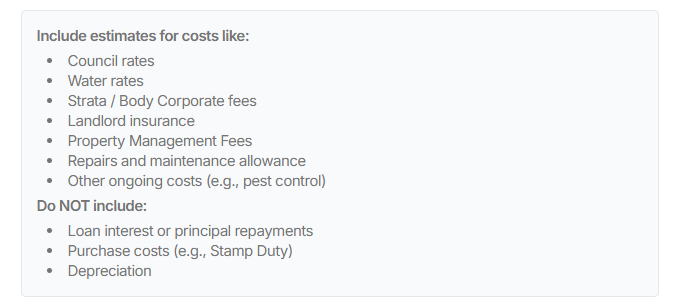 Include estimates for costs like:
• Council rates
• Water rates
• Strata / Body Corporate fees
• Landlord insurance
• Property Management Fees
• Repairs and maintenance allowance
• Other ongoing costs (e.g., pest control)
Do NOT include:
• Loan interest or principal repayments
• Purchase costs (e.g., Stamp Duty)
• Depreciation